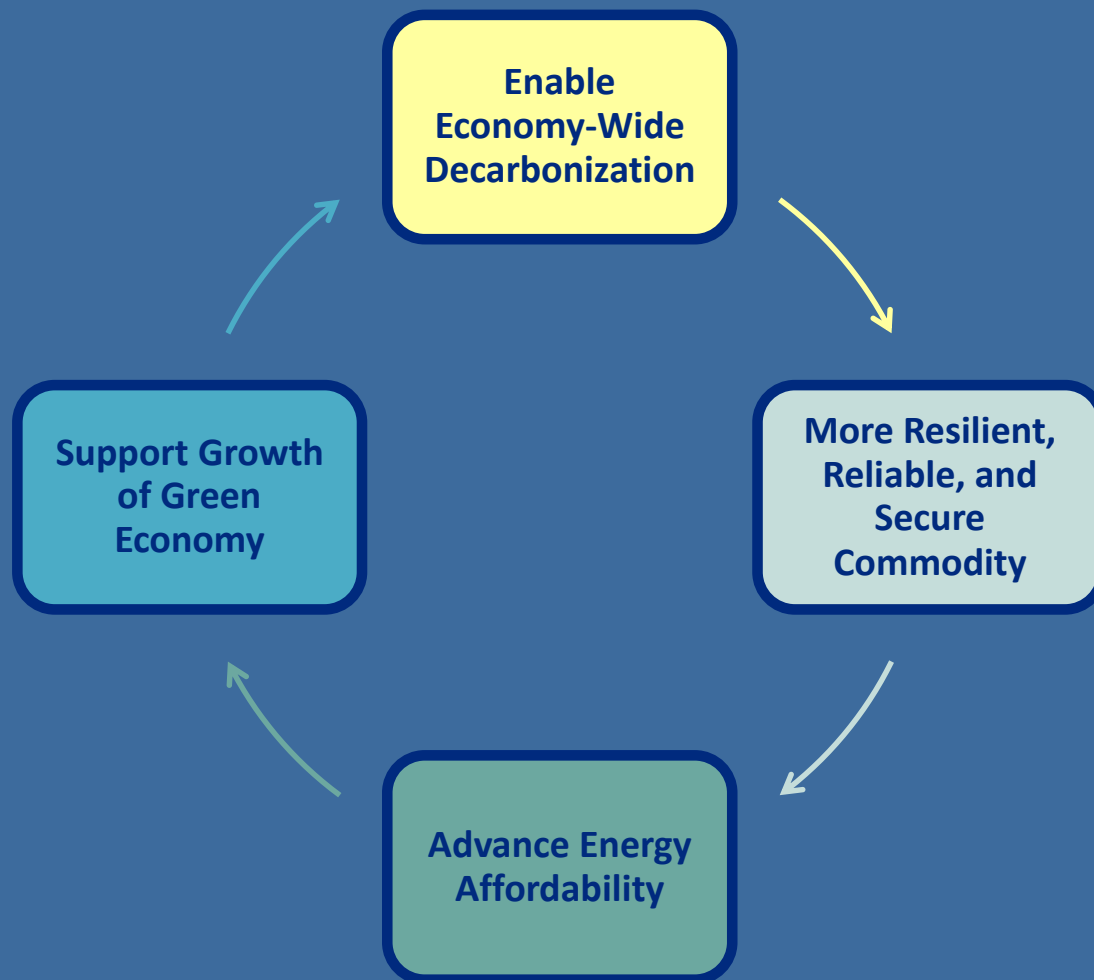 Enable
Economy-Wide
Decarbonization
More Resilient,
Reliable, and
Secure
Commodity
Advance Energy
Affordability
Support Growth
of Green
Economy